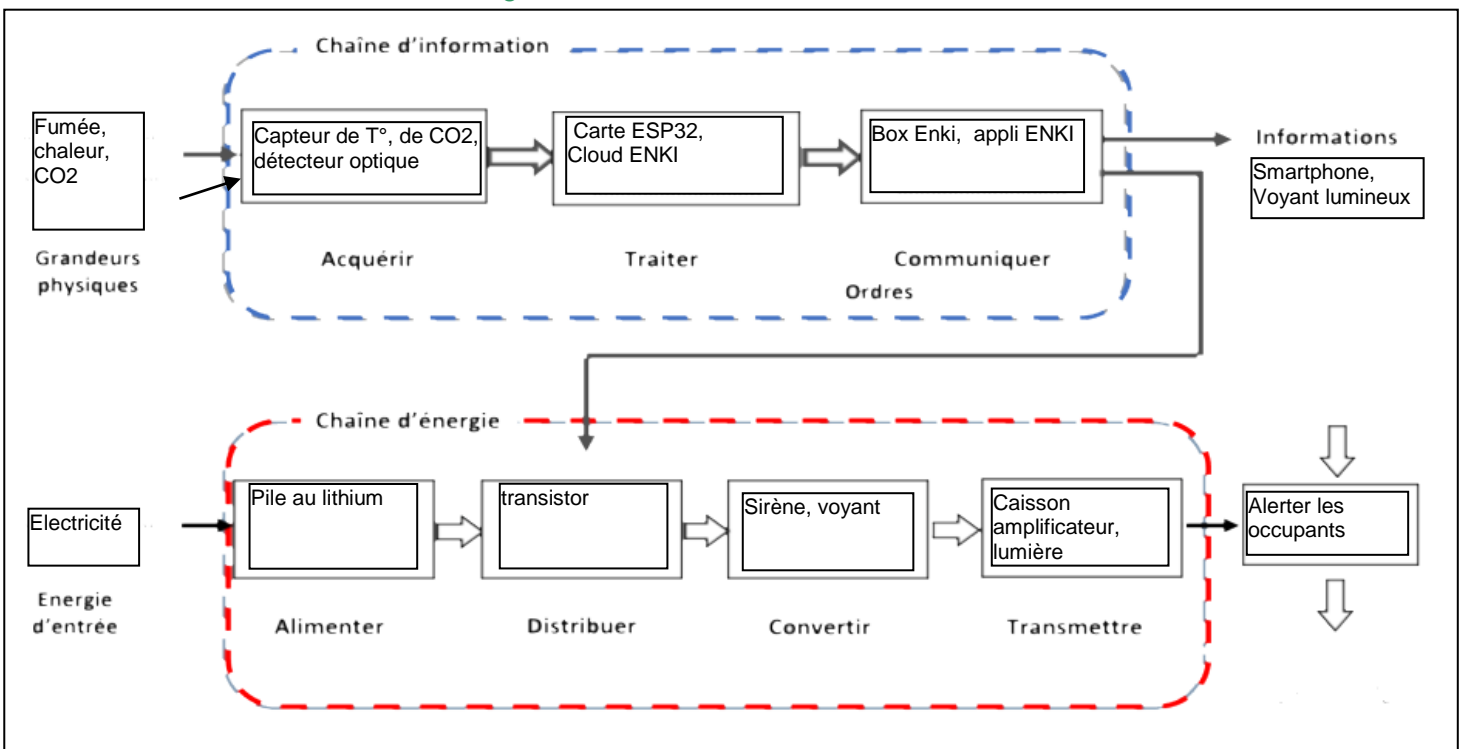 Chaîne d'information
Fumée,
chaleur,
CO2
Capteur de T°, de CO2,
détecteur optique
Carte ESP32,
Cloud ENKI
Box Enki, appli ENKI
Informations
Smartphone,
Voyant lumineux
Grandeurs
physiques
Acquérir
Traiter
Communiquer
Ordres
Chaîne d'énergie
Electricité
Pile au lithium
transistor
Sirène, voyant
Caisson
amplificateur,
lumière
Alerter les
occupants
Energie
d'entrée
Alimenter
Distribuer
Convertir
Transmettre